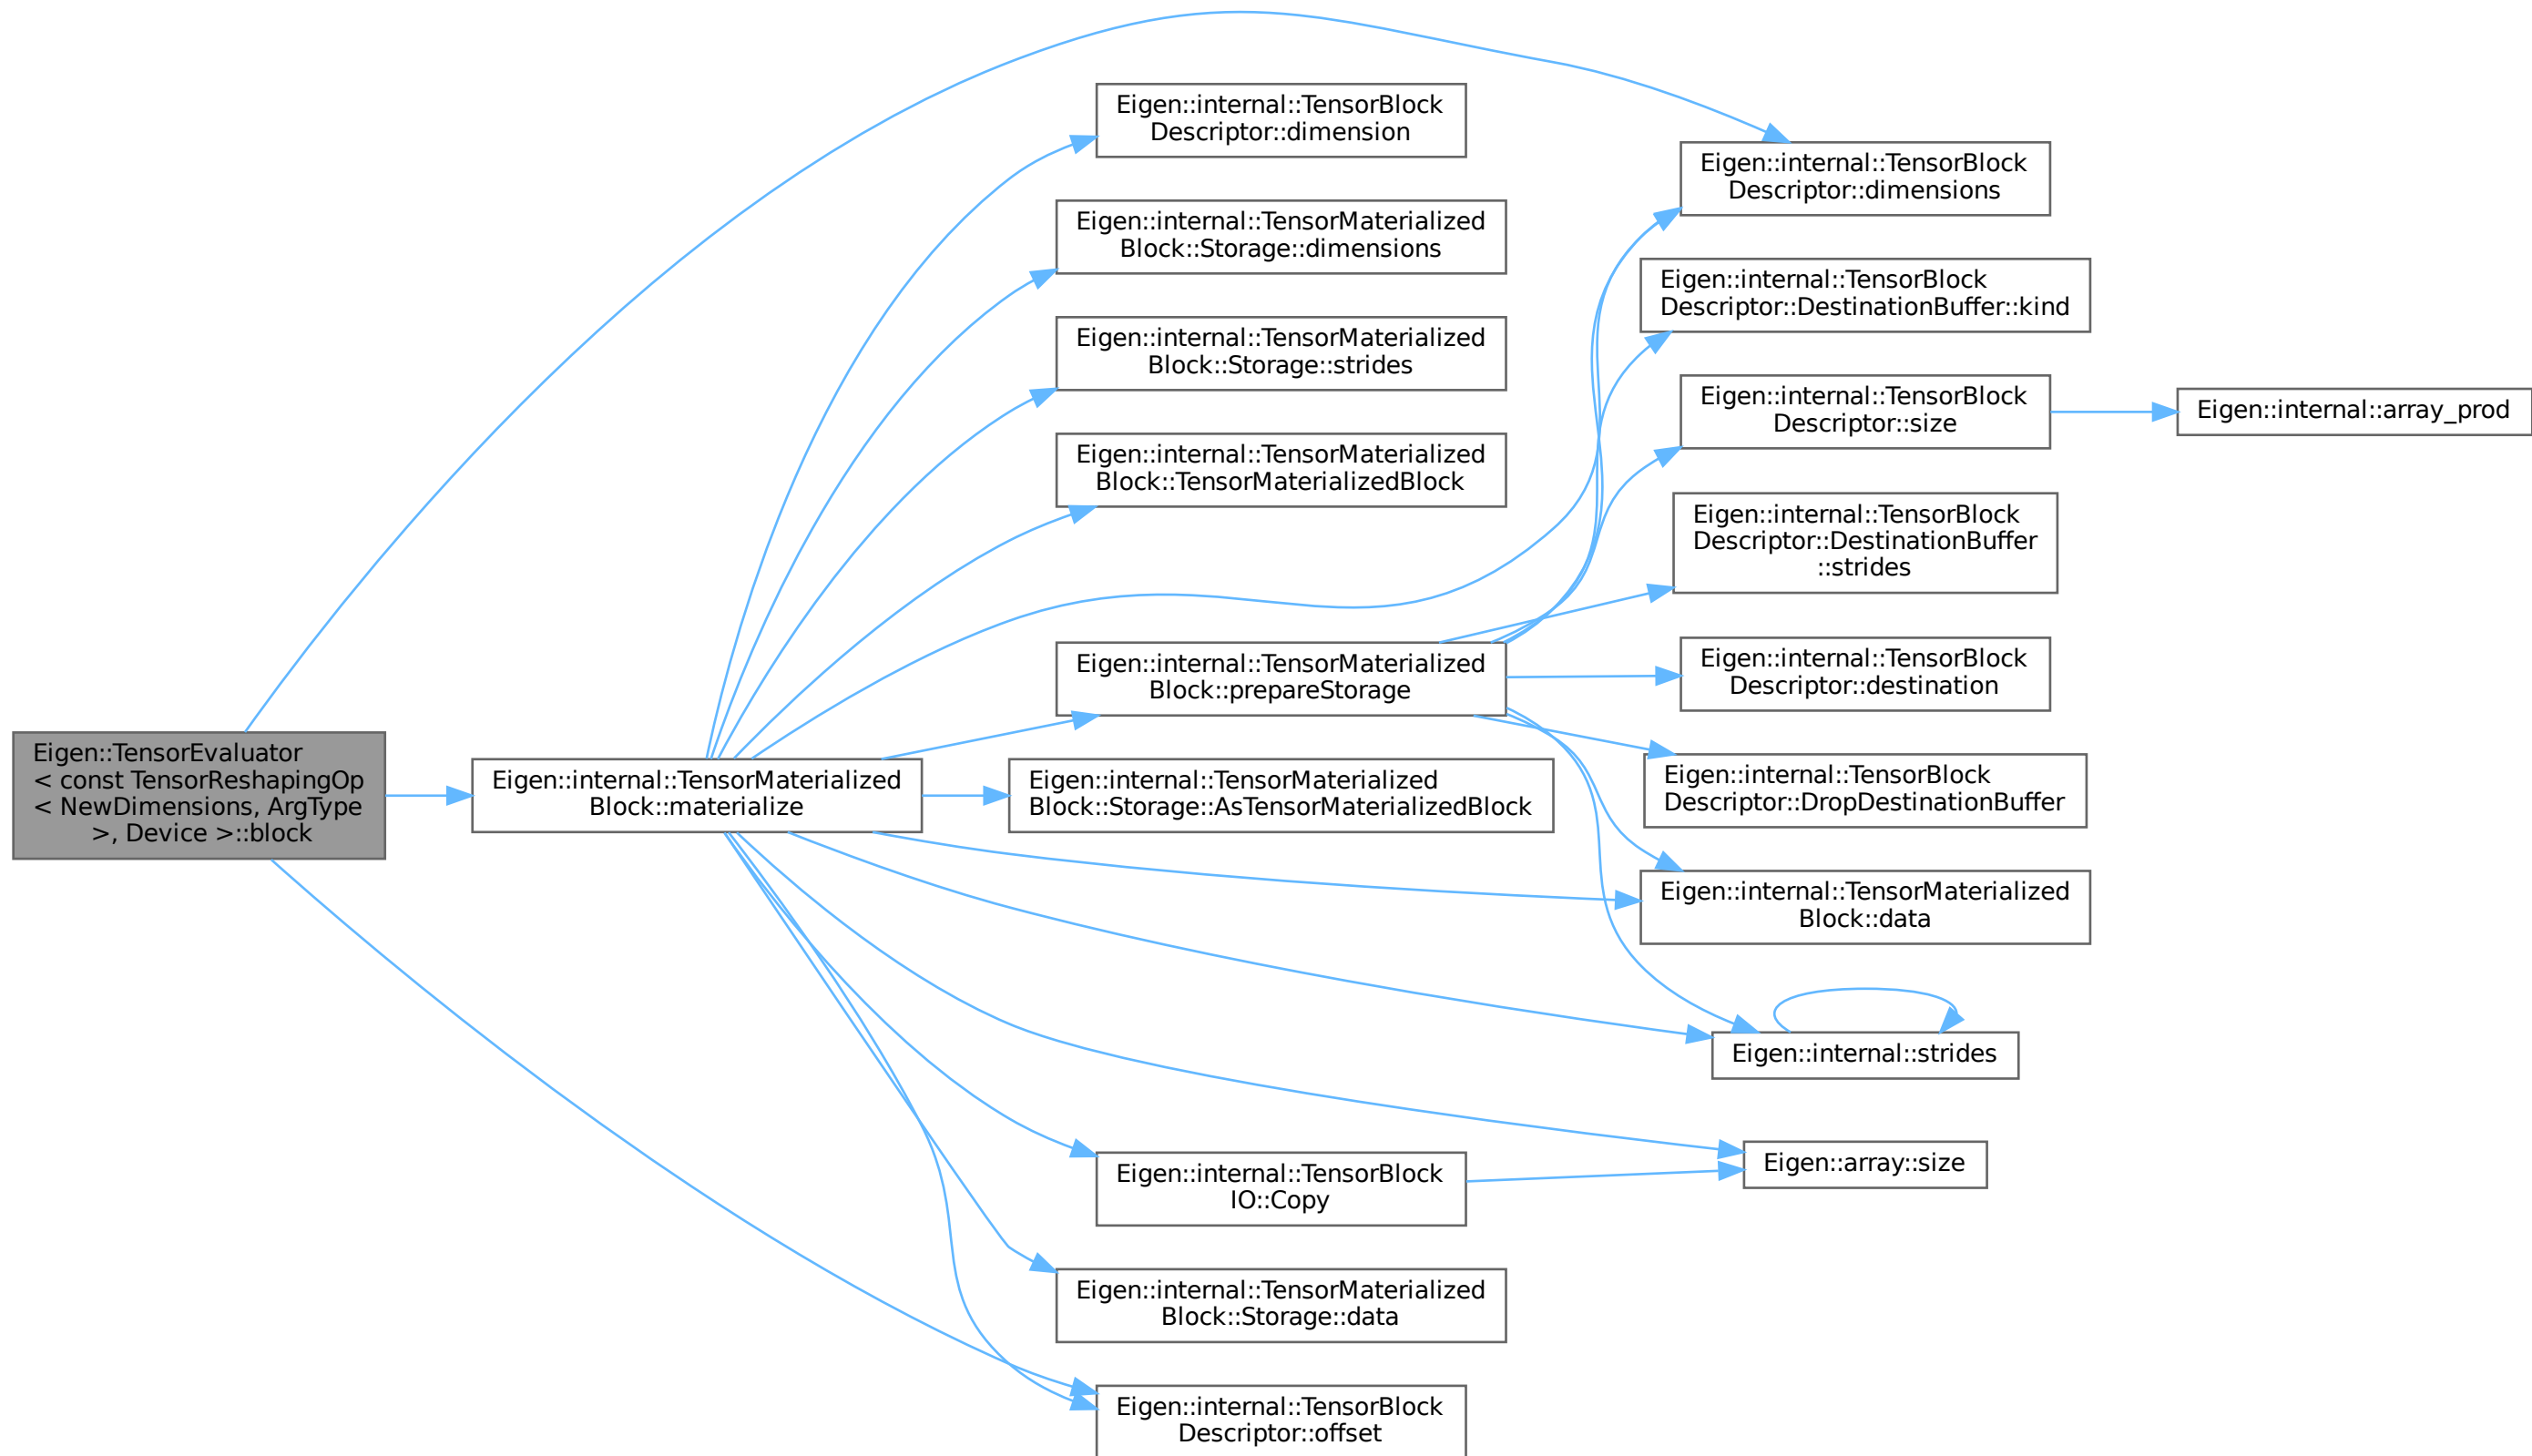 Eigen::TensorEvaluator
< const TensorReshapingOp
< NewDimensions, ArgType
>, Device >::block
Eigen::internal::TensorMaterialized
Block::materialize
Eigen::internal::TensorBlock
Descriptor::dimension
Eigen::internal::TensorMaterialized
Block::Storage::dimensions
Eigen::internal::TensorMaterialized
Block::Storage::strides
Eigen::internal::TensorMaterialized
Block::TensorMaterializedBlock
Eigen::internal::TensorMaterialized
Block::prepareStorage
Eigen::internal::TensorMaterialized
Block::Storage::AsTensorMaterializedBlock
Eigen::internal::TensorBlock
IO::Copy
Eigen::internal::TensorMaterialized
Block::Storage::data
Eigen::internal::TensorBlock
Descriptor::offset
Eigen::internal::TensorBlock
Descriptor::dimensions
Eigen::internal::TensorBlock
Descriptor::DestinationBuffer::kind
Eigen::internal::TensorBlock
Descriptor::size
Eigen::internal::TensorBlock
Descriptor::DestinationBuffer
::strides
Eigen::internal::TensorBlock
Descriptor::destination
Eigen::internal::TensorBlock
Descriptor::DropDestinationBuffer
Eigen::internal::TensorMaterialized
Block::data
Eigen::internal::strides
Eigen::array::size
Eigen::internal::array_prod